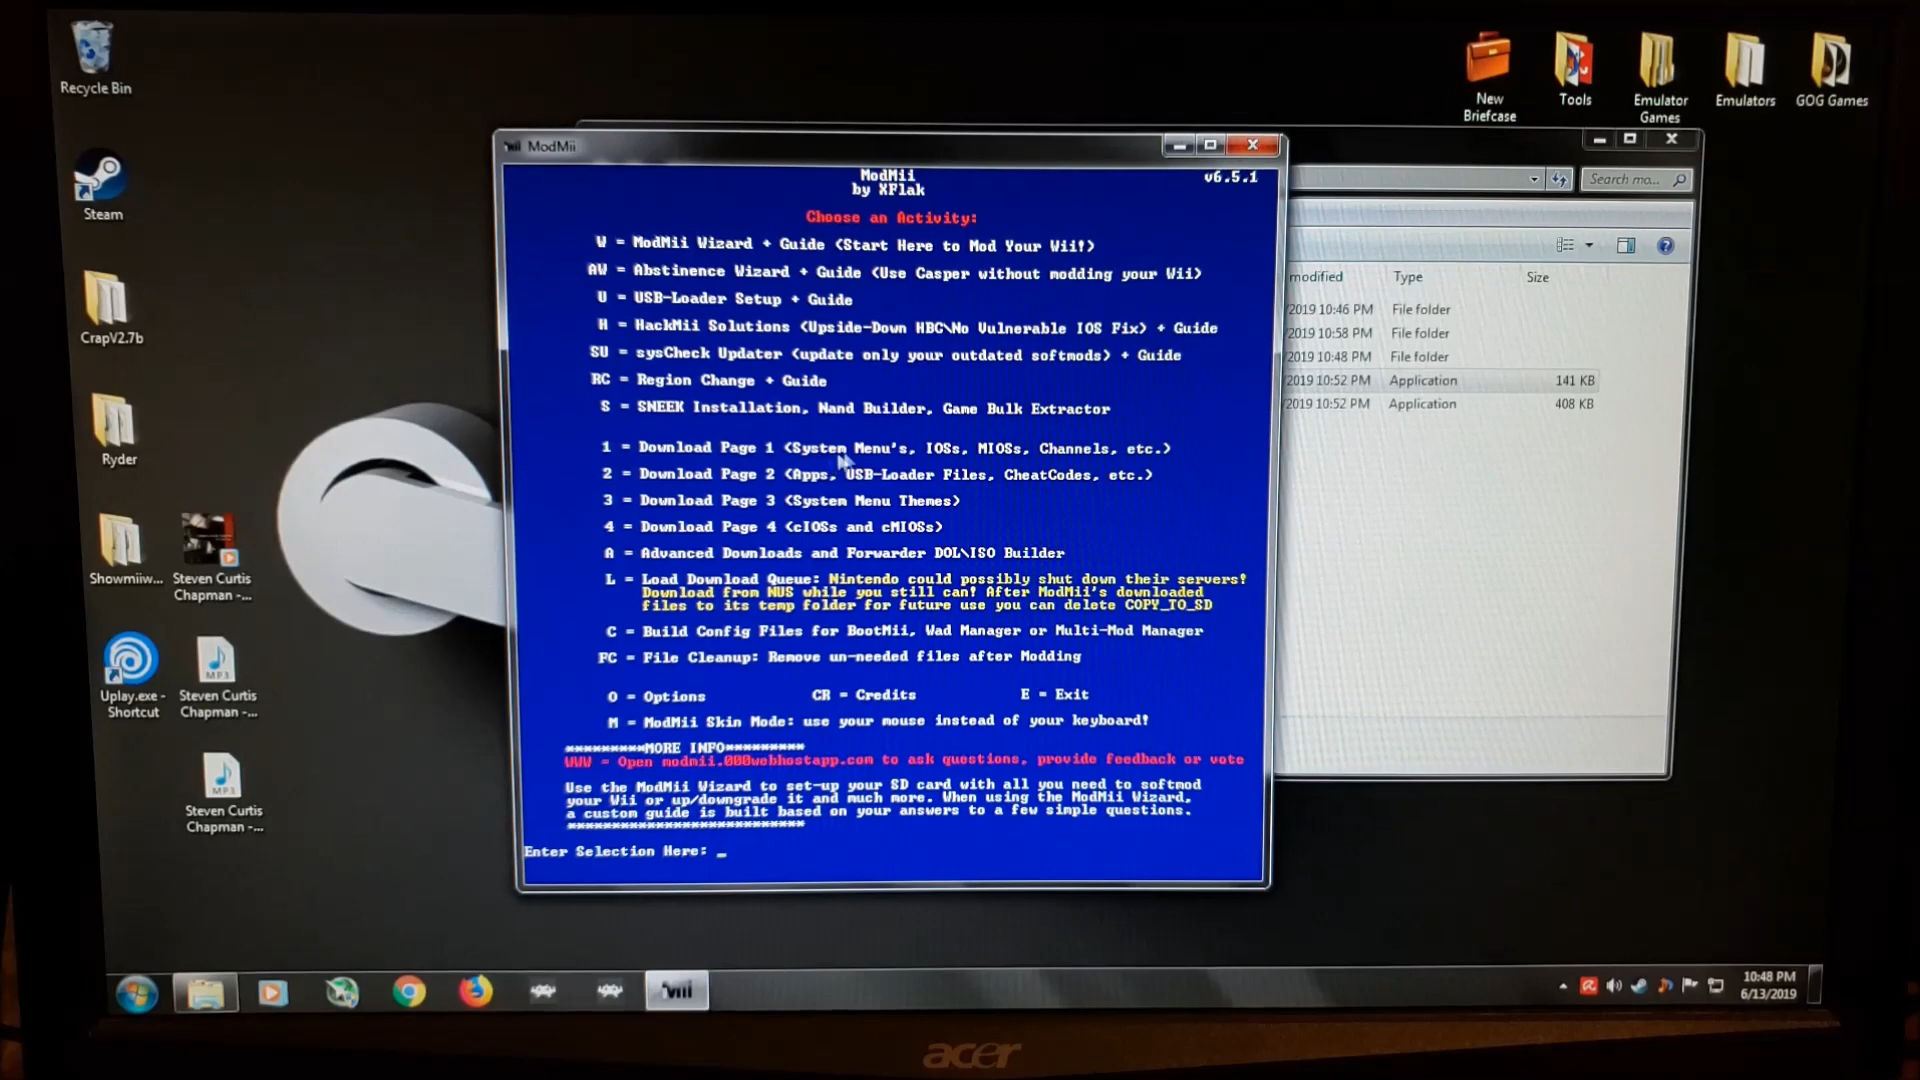 Recycle Bin
Steam
CrapV2.7b
Ryder
Showmiiw...
Steven Curtis
Chapman -...
Uplay.exe -
Shortcut
Steven Curtis
Chapman -...
Steven Curtis
Chapman -...
MP3
MP3
New
Briefcase
Tools
Emulator
Games
Emulators
GOG Games
ModMii
ModMii
by XFlak
v6.5.1
Choose an Activity:
W = ModMii Wizard + Guide (Start Here to Mod Your Wii!)
AW = Abstinence Wizard + Guide (Use Casper without modding your Wii)
U = USB-Loader Setup + Guide
H = HackMii Solutions (Upside-Down HBC\No Vulnerable IOS Fix) + Guide
SU = sysCheck Updater (update only your outdated softmods) + Guide
RC = Region Change + Guide
S = SNEEK Installation, Nand Builder, Game Bulk Extractor
1 = Download Page 1 (System Menu's, IOSs, MIOSs, Channels, etc.)
2 = Download Page 2 (Apps, USB-Loader Files, CheatCodes, etc.)
3 = Download Page 3 (System Menu Themes)
4 = Download Page 4 (cIOSs and cMIOSs)
A = Advanced Downloads and Forwarder DOL\ISO Builder
L = Load Download Queue: Nintendo could possibly shut down their servers!
Download from NUS while you still can! After ModMii's downloaded
files to its temp folder for future use you can delete COPY_TO_SD
C = Build Config Files for BootMii, Wad Manager or Multi-Mod Manager
FC = File Cleanup: Remove un-needed files after Modding
O = Options CR = Credits E = Exit
M = ModMii Skin Mode: use your mouse instead of your keyboard!
*********MORE INFO*********
WWW = Open modmii.000webhostapp.com to ask questions, provide feedback or vote
Use the ModMii Wizard to set-up your SD card with all you need to softmod
your Wii or up/downgrade it and much more. When using the ModMii Wizard,
a custom guide is built based on your answers to a few simple questions.
***************************
Enter Selection Here: _
Search mo...
modified Type Size
/2019 10:46 PM File folder
/2019 10:58 PM File folder
/2019 10:48 PM File folder
/2019 10:52 PM Application 141 KB
/2019 10:52 PM Application 408 KB
10:48 PM
6/13/2019
acer